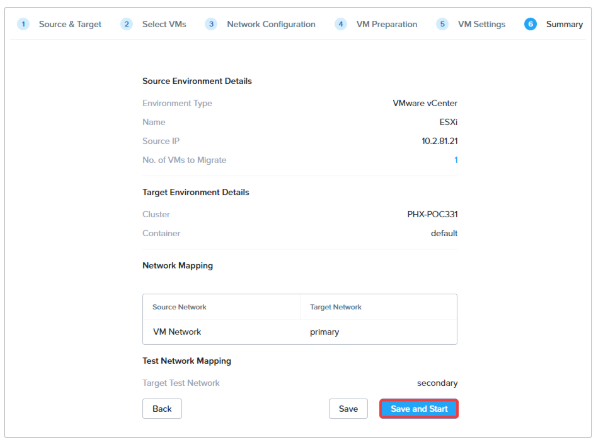 1 Source & Target 2 Select VMs 3 Network Configuration 4 VM Preparation 5 VM Settings 6 Summary
Source Environment Details
Environment Type VMware vCenter
Name ESXi
Source IP 10.2.81.21
No. of VMs to Migrate 1
Target Environment Details
Cluster PHX-POC331
Container default
Network Mapping
Source Network Target Network
VM Network primary
Test Network Mapping
Target Test Network secondary
Back Save Save and Start